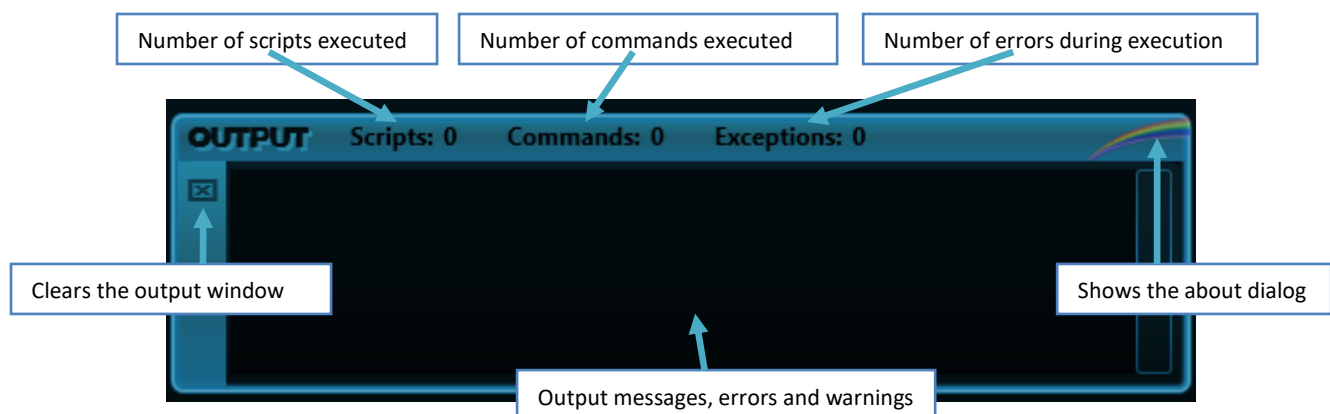 Number of scripts executed
Number of commands executed
Number of errors during execution
OUTPUT Scripts: 0 Commands: 0 Exceptions: 0
Clears the output window
Shows the about dialog
Output messages, errors and warnings